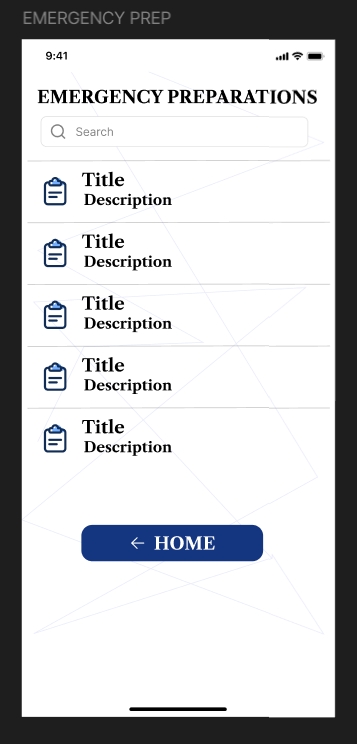 EMERGENCY PREP
9:41
EMERGENCY PREPARATIONS
Search
Title
Description
Title
Description
Title
Description
Title
Description
Title
Description
← HOME